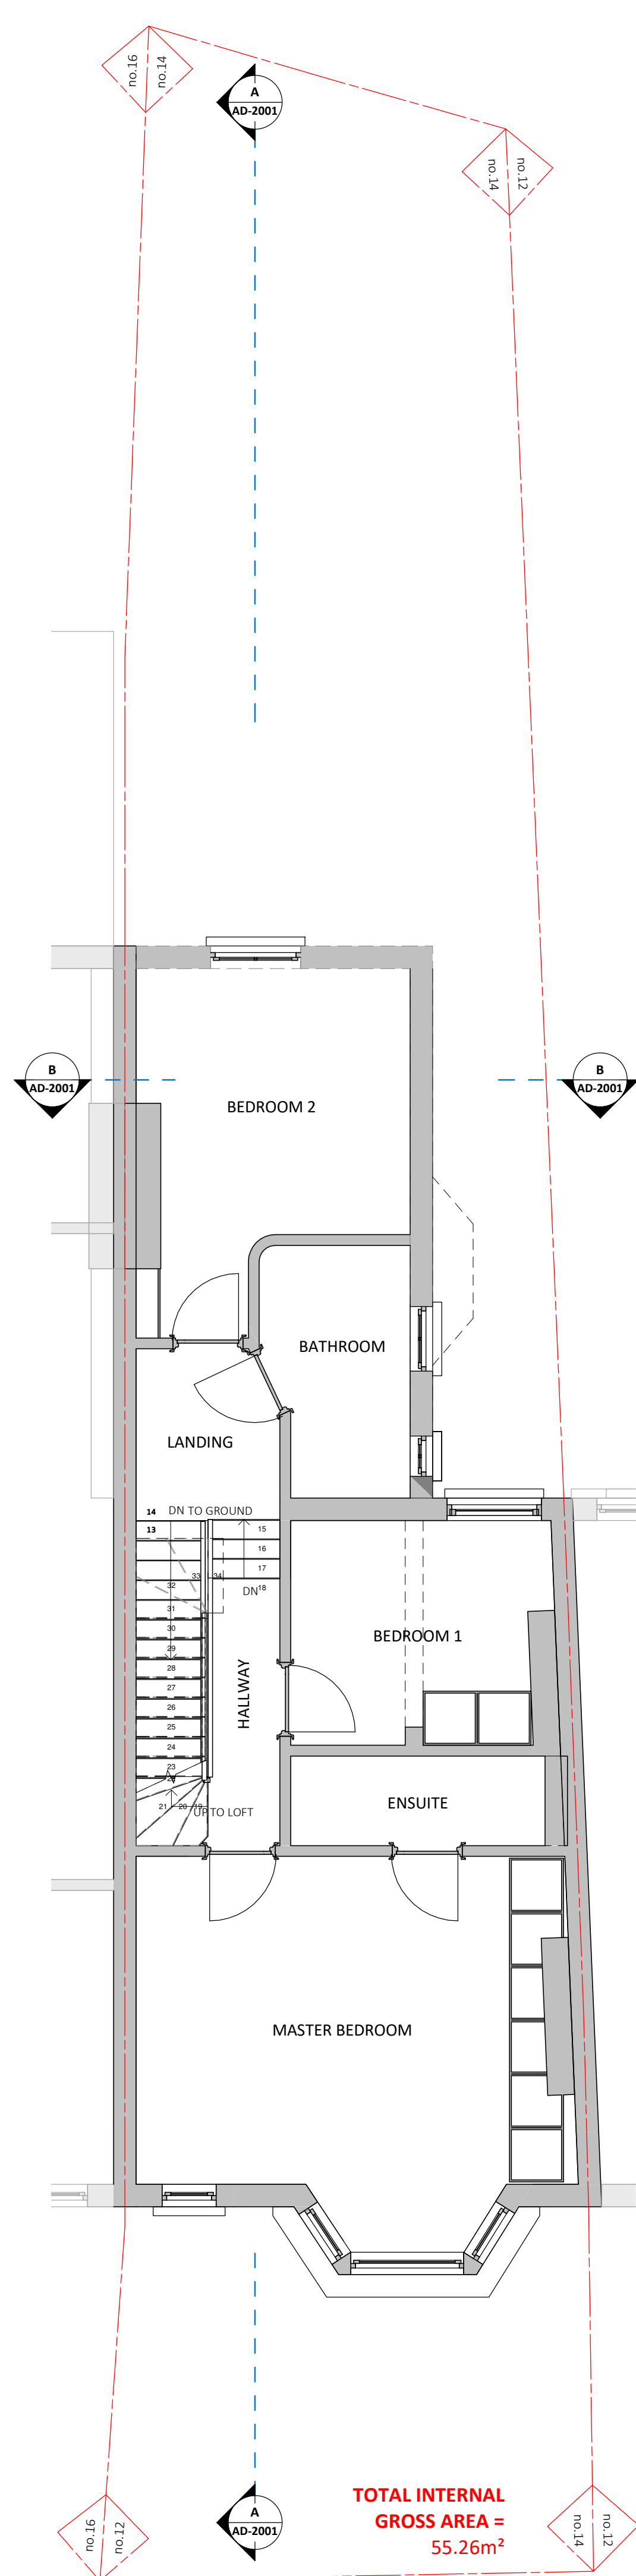 no.16
no.14
A
AD-2001
no.14
no.12
B
AD-2001
B
AD-2001
BEDROOM 2
BATHROOM
LANDING
14 DN TO GROUND
13
15
16
17
DN 18
33
34
32
31
30
29
28
27
26
25
24
23
22
21
20
19
UP TO LOFT
HALLWAY
BEDROOM 1
ENSUITE
MASTER BEDROOM
TOTAL INTERNAL
GROSS AREA =
55.26m²
A
AD-2001
no.16
no.12
no.14
no.12